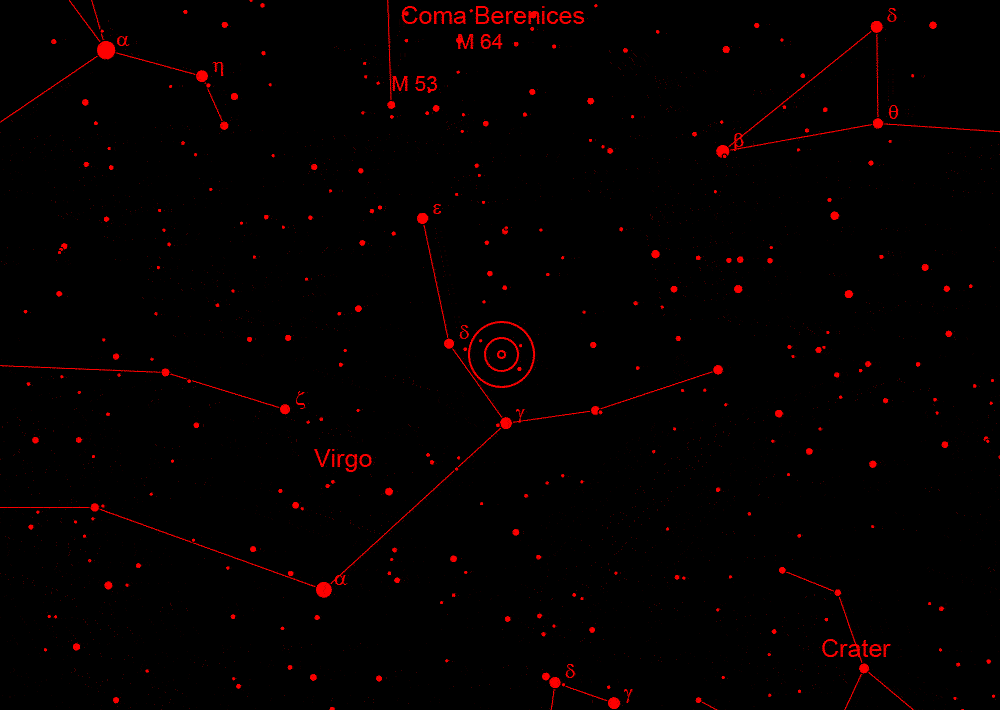 Coma Berenices
δ
α
M 64
η
M 53
θ
β
ε
δ
ζ
γ
Virgo
α
Crater
δ
γ